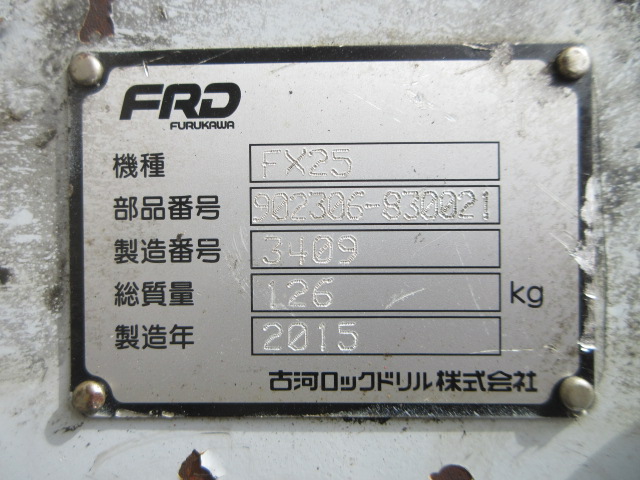 FRD
FURUKAWA
機種 FX25
部品番号 902306-830021
製造番号 3409
総質量 126 kg
製造年 2015
古河ロックドリル株式会社